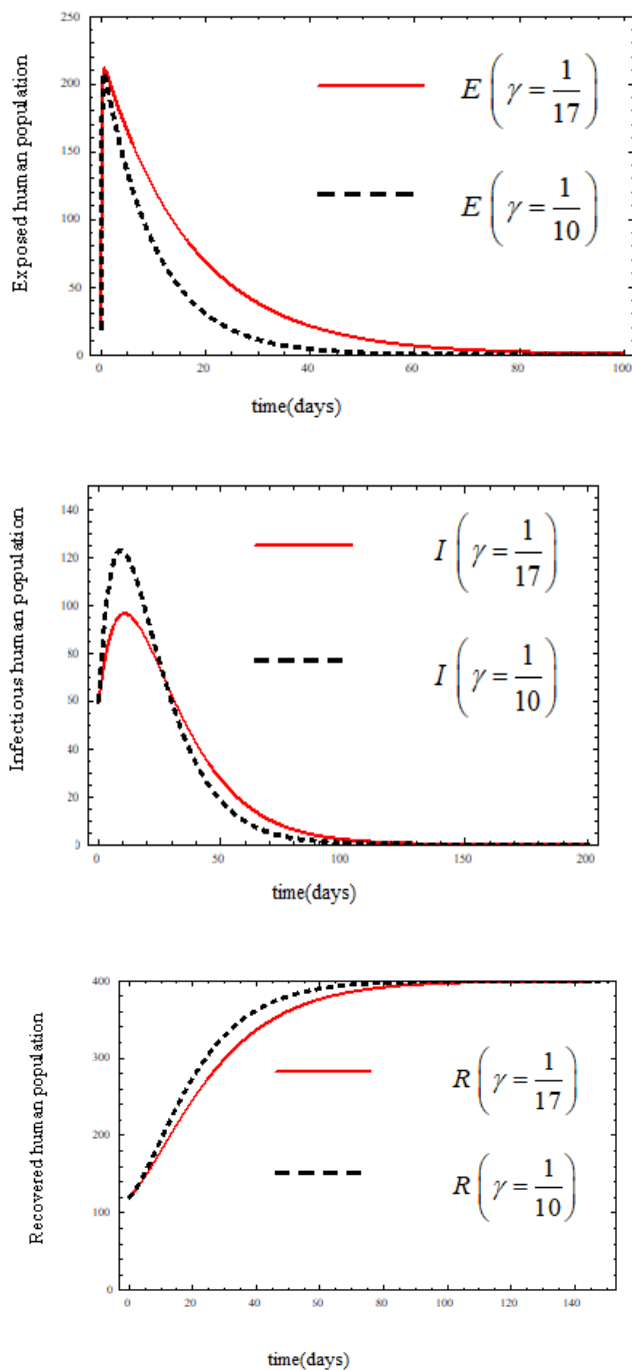 250
200
150
100
50
0
Exposed human population
E ( γ = 1/17 )
E ( γ = 1/10 )
0 20 40 60 80 100
time(days)
140
120
100
80
60
40
20
0
Infectious human population
I ( γ = 1/17 )
I ( γ = 1/10 )
0 50 100 150 200
time(days)
400
300
200
100
0
Recovered human population
R ( γ = 1/17 )
R ( γ = 1/10 )
0 20 40 60 80 100 120 140
time(days)